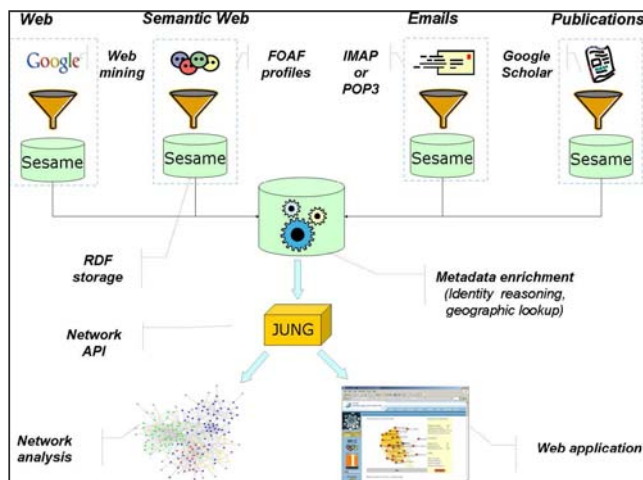 Web
Semantic Web
Emails
Publications
Google
Web
mining
FOAF
profiles
IMAP
or
POP3
Google
Scholar
Sesame
Sesame
Sesame
Sesame
RDF
storage
Metadata enrichment
(Identity reasoning,
geographic lookup)
Network
API
JUNG
Network
analysis
Web application